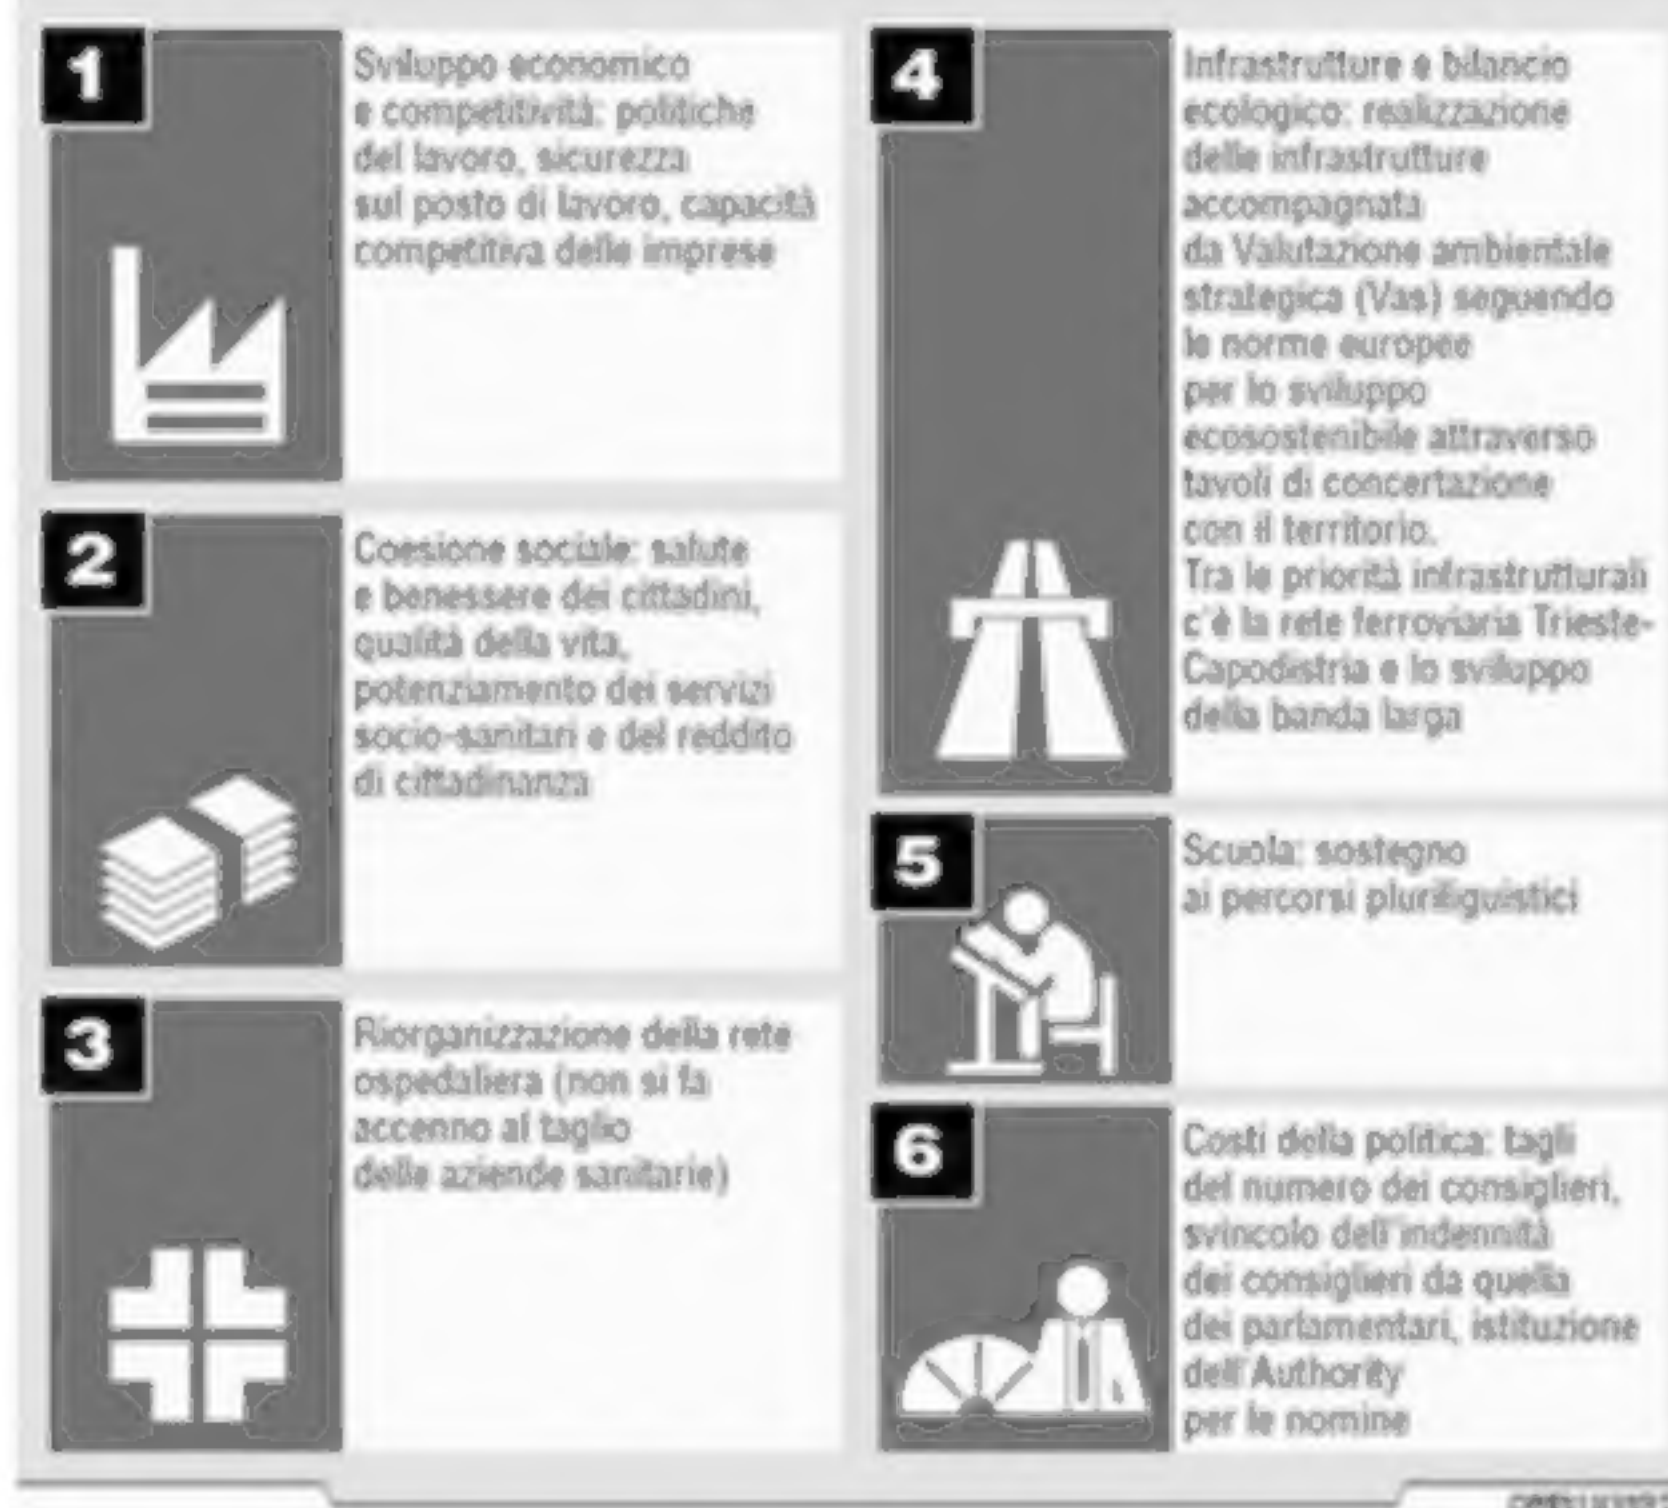 1
Sviluppo economico
e competitività: politiche
del lavoro, sicurezza
sul posto di lavoro, capacità
competitiva delle imprese
2
Coesione sociale: salute
e benessere dei cittadini,
qualità della vita,
potenziamento dei servizi
socio-sanitari e del reddito
di cittadinanza
3
Riorganizzazione della rete
ospedaliera (non si fa
accenno al taglio
delle aziende sanitarie)
4
Infrastrutture e bilancio
ecologico: realizzazione
delle infrastrutture
accompagnata
da Valutazione ambientale
strategica (Vas) seguendo
le norme europee
per lo sviluppo
ecosostenibile attraverso
tavoli di concertazione
con il territorio.
Tra le priorità infrastrutturali
c'è la rete ferroviaria Trieste-
Capodistria e lo sviluppo
della banda larga
5
Scuola: sostegno
ai percorsi pluriliguistici
6
Costi della politica: tagli
del numero dei consiglieri,
svincolo dell'indennità
dei consiglieri da quella
dei parlamentari, istituzione
dell'Authority
per le nomine